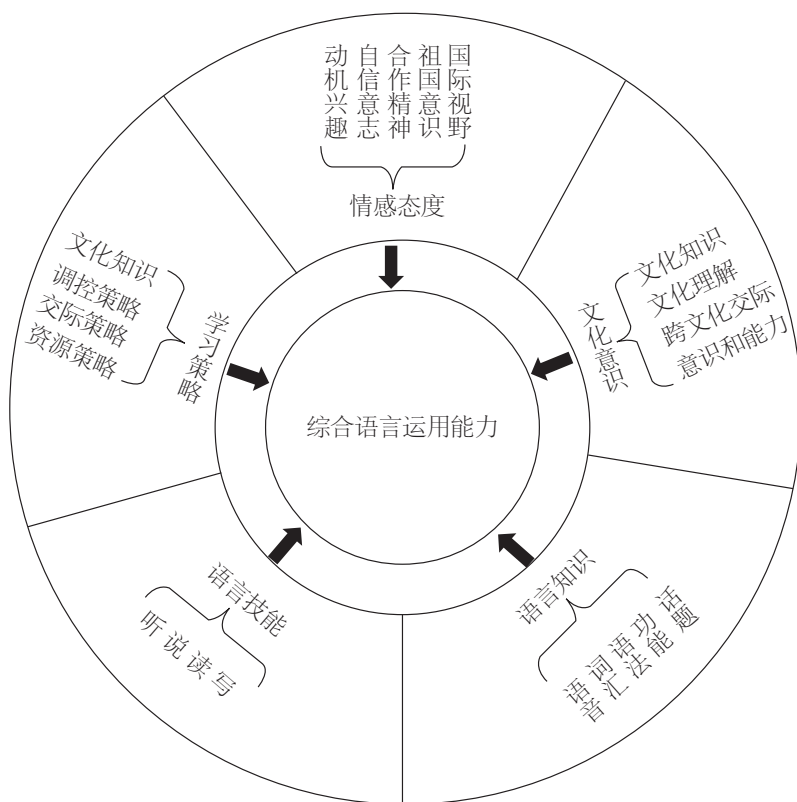 动机兴趣
自信意志
合作精神
祖国意识
国际视野
情感态度
文化知识
调控策略
交际策略
资源策略
学习策略
文化意识
文化知识
文化理解
跨文化交际
意识和能力
综合语言运用能力
语言技能
听说读写
语言知识
语音
词汇
语法
功能
话题